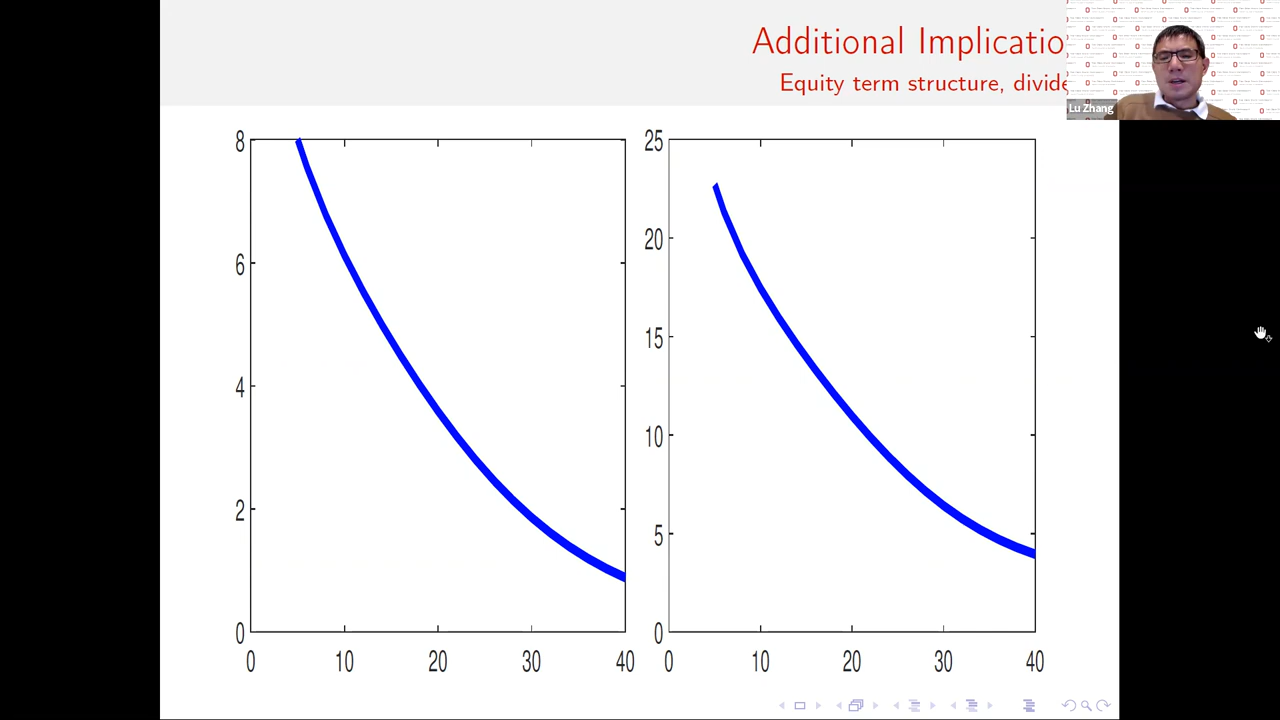 Additional Implicatio
Equity term structure, divide
Lu Zhang
8
6
4
2
0
0 10 20 30 40
25
20
15
10
5
0
0 10 20 30 40